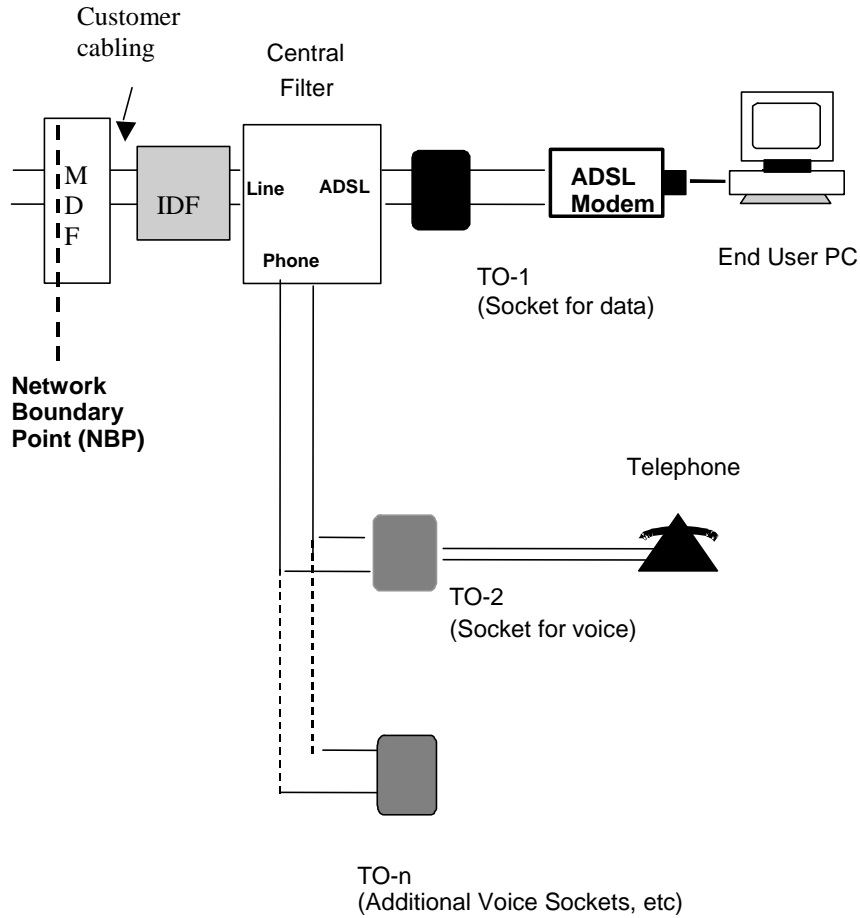 Customer
cabling
Central
Filter
M
D
F
IDF
Line
ADSL
Phone
ADSL
Modem
End User PC
TO-1
(Socket for data)
Network
Boundary
Point (NBP)
Telephone
TO-2
(Socket for voice)
TO-n
(Additional Voice Sockets, etc)